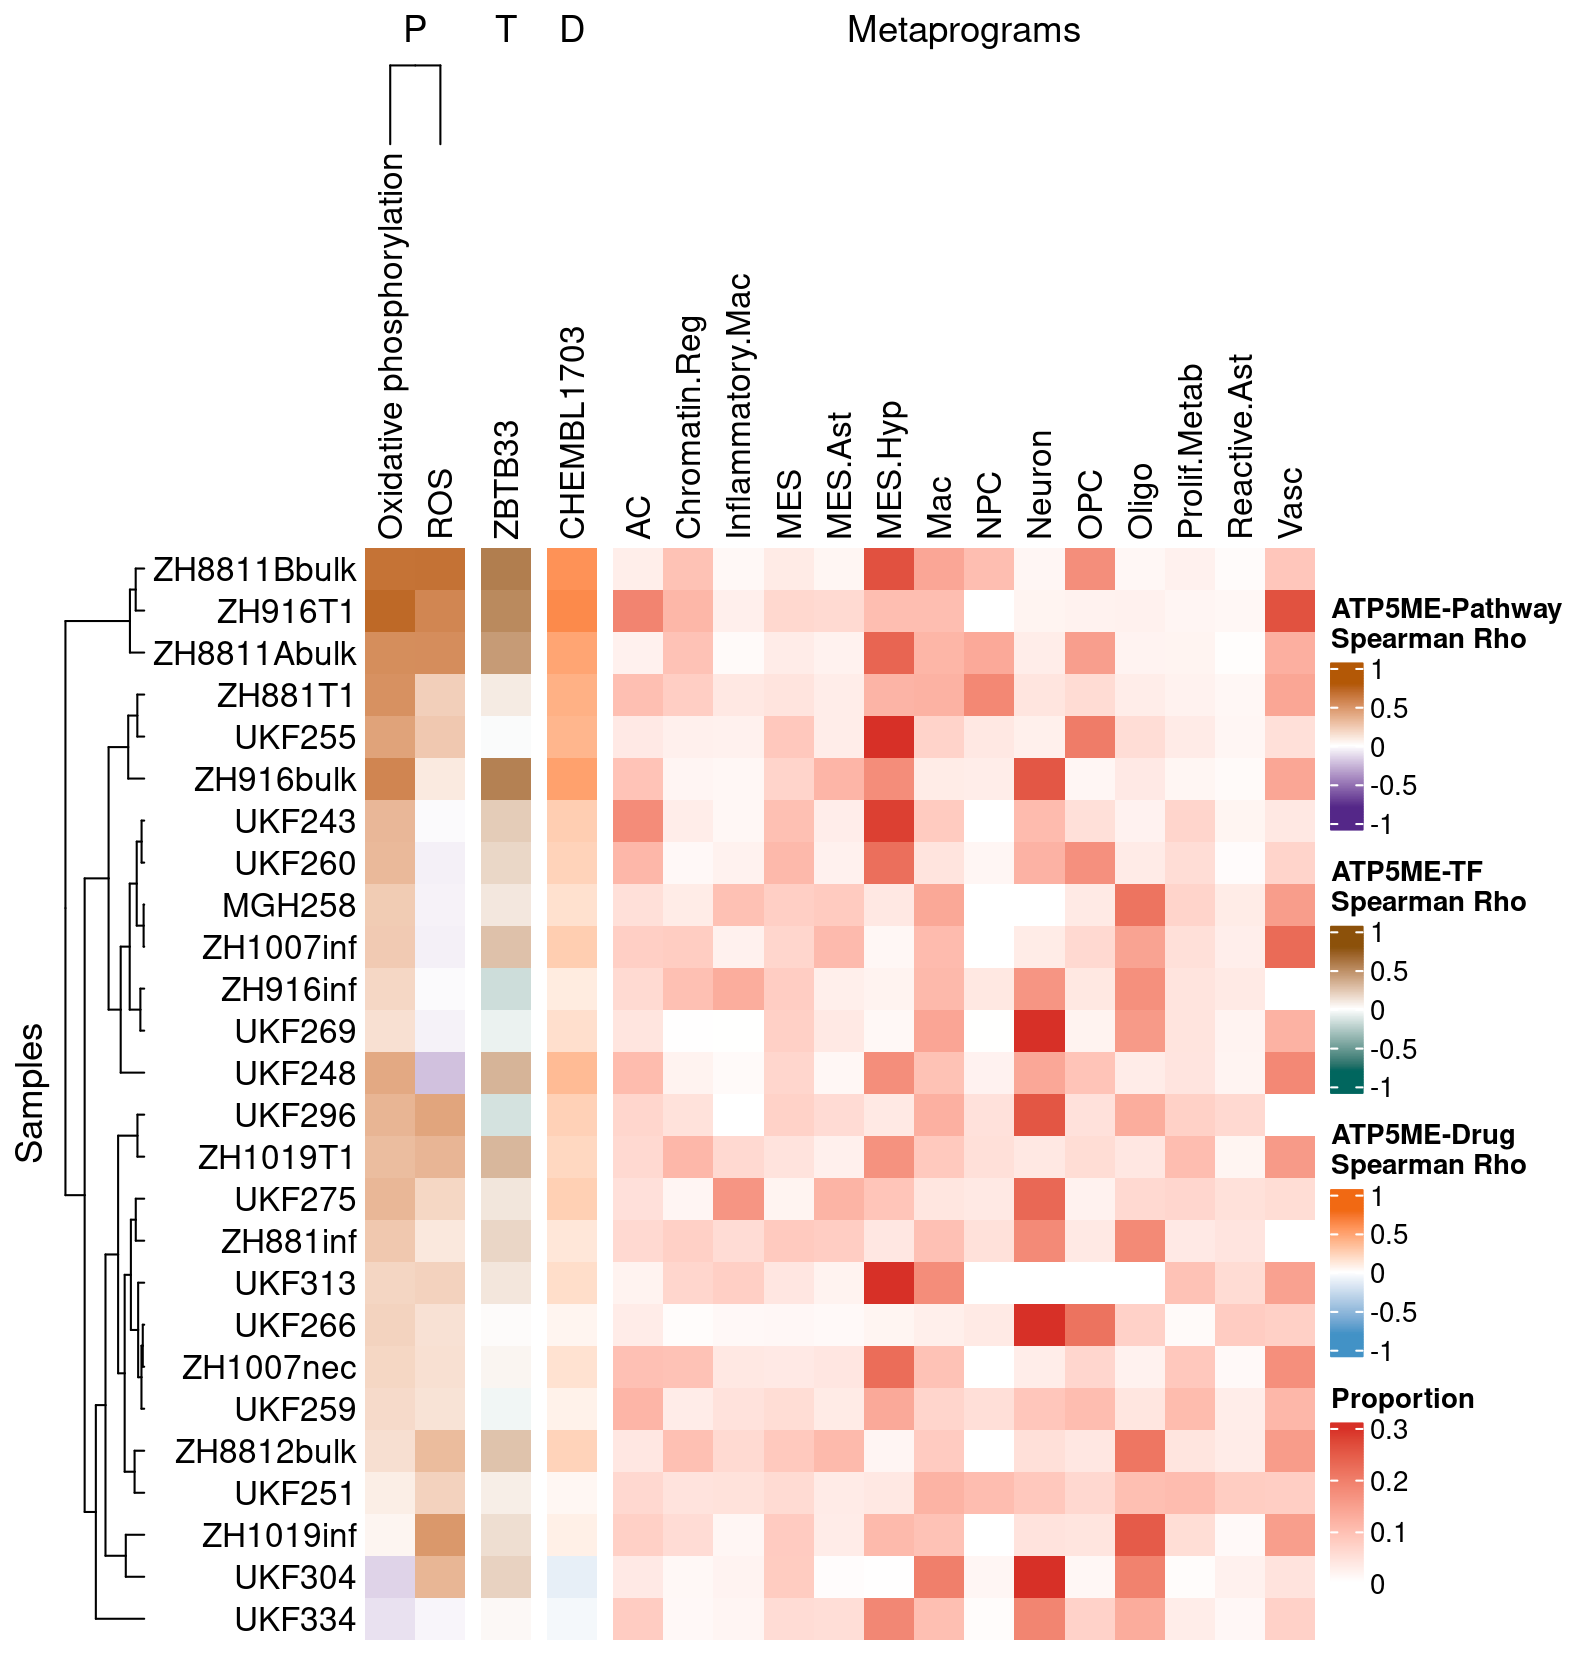 P T D Metaprograms
Oxidative phosphorylation
ROS
ZBTB33
CHEMBL1703
AC
Chromatin.Reg
Inflammatory.Mac
MES
MES.Ast
MES.Hyp
Mac
NPC
Neuron
OPC
Oligo
Prolif.Metab
Reactive.Ast
Vasc
Samples
ZH8811Bbulk
ZH916T1
ZH8811Abulk
ZH881T1
UKF255
ZH916bulk
UKF243
UKF260
MGH258
ZH1007inf
ZH916inf
UKF269
UKF248
UKF296
ZH1019T1
UKF275
ZH881inf
UKF313
UKF266
ZH1007nec
UKF259
ZH8812bulk
UKF251
ZH1019inf
UKF304
UKF334
ATP5ME-Pathway
Spearman Rho
1
0.5
0
-0.5
-1
ATP5ME-TF
Spearman Rho
1
0.5
0
-0.5
-1
ATP5ME-Drug
Spearman Rho
1
0.5
0
-0.5
-1
Proportion
0.3
0.2
0.1
0